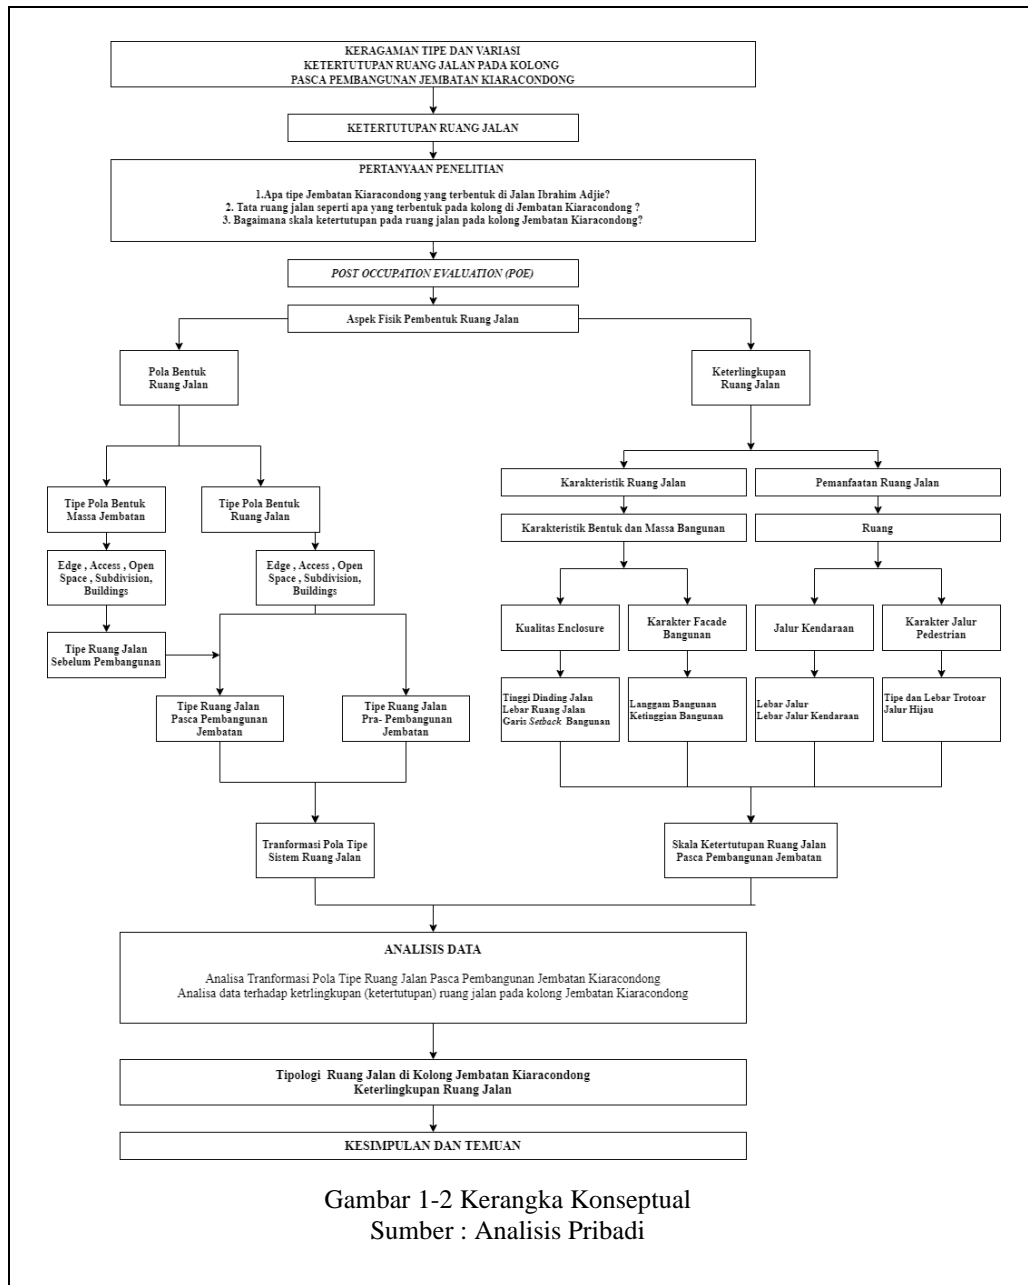 KERAGAMAN TIPE DAN VARIASI
KETERTUTUPAN RUANG JALAN PADA KOLONG
PASCA PEMBANGUNAN JEMBATAN KIARACONDONG
KETERTUTUPAN RUANG JALAN
PERTANYAAN PENELITIAN
1.Apa tipe Jembatan Kiaracondong yang terbentuk di Jalan Ibrahim Adjie?
2. Tata ruang jalan seperti apa yang terbentuk pada kolong di Jembatan Kiaracondong ?
3. Bagaimana skala ketertutupan pada ruang jalan pada kolong Jembatan Kiaracondong?
POST OCCUPATION EVALUATION (POE)
Aspek Fisik Pembentuk Ruang Jalan
Pola Bentuk
Ruang Jalan
Keterlingkupan
Ruang Jalan
Tipe Pola Bentuk
Massa Jembatan
Tipe Pola Bentuk
Ruang Jalan
Karakteristik Ruang Jalan
Pemanfaatan Ruang Jalan
Karakteristik Bentuk dan Massa Bangunan
Ruang
Edge , Access , Open
Space , Subdivision,
Buildings
Edge , Access , Open
Space , Subdivision,
Buildings
Tipe Ruang Jalan
Sebelum Pembangunan
Kualitas Enclosure
Karakter Facade
Bangunan
Jalur Kendaraan
Karakter Jalur
Pedestrian
Tipe Ruang Jalan
Pasca Pembangunan
Jembatan
Tipe Ruang Jalan
Pra- Pembangunan
Jembatan
Tinggi Dinding Jalan
Lebar Ruang Jalan
Garis Setback Bangunan
Langgam Bangunan
Ketinggian Bangunan
Lebar Jalur
Lebar Jalur Kendaraan
Tipe dan Lebar Trotoar
Jalur Hijau
Tranformasi Pola Tipe
Sistem Ruang Jalan
Skala Ketertutupan Ruang Jalan
Pasca Pembangunan Jembatan
ANALISIS DATA
Analisa Tranformasi Pola Tipe Ruang Jalan Pasca Pembangunan Jembatan Kiaracondong
Analisa data terhadap ketrlingkupan (ketertutupan) ruang jalan pada kolong Jembatan Kiaracondong
Tipologi Ruang Jalan di Kolong Jembatan Kiaracondong
Keterlingkupan Ruang Jalan
KESIMPULAN DAN TEMUAN
Gambar 1-2 Kerangka Konseptual
Sumber : Analisis Pribadi